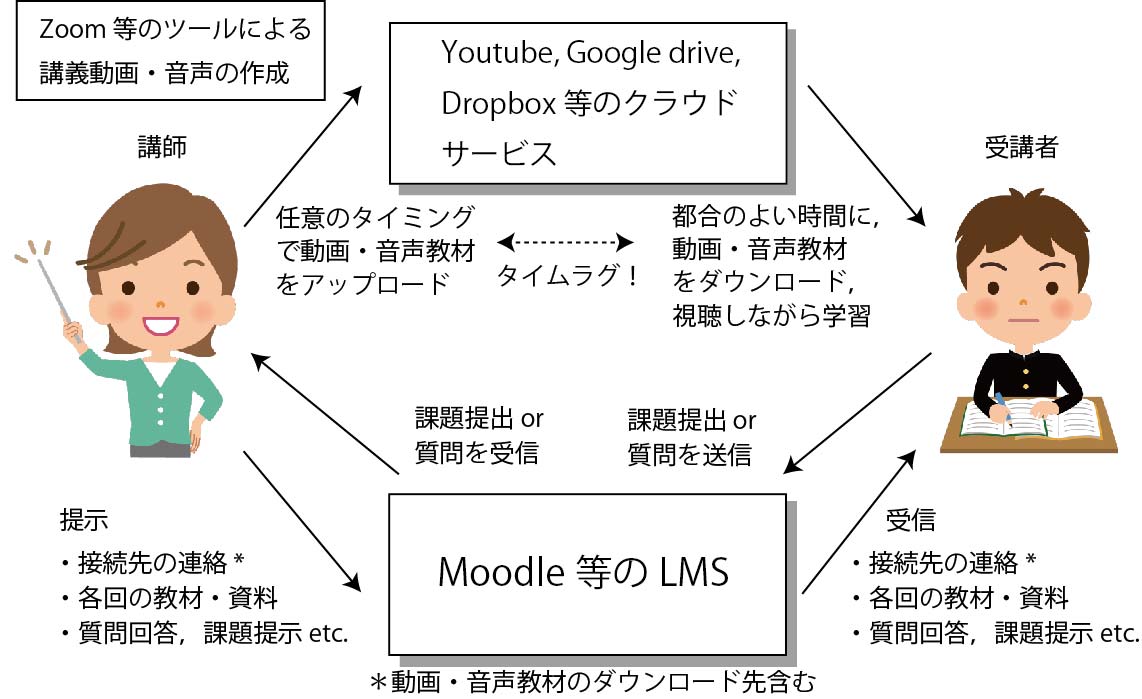 Zoom 等のツールによる
講義動画・音声の作成
Youtube, Google drive,
Dropbox 等のクラウド
サービス
講師
受講者
任意のタイミング
で動画・音声教材
をアップロード
タイムラグ！
都合のよい時間に，
動画・音声教材
をダウンロード，
視聴しながら学習
課題提出 or
質問を受信
課題提出 or
質問を送信
提示
・接続先の連絡 *
・各回の教材・資料
・質問回答，課題提示 etc.
Moodle 等の LMS
受信
・接続先の連絡 *
・各回の教材・資料
・質問回答，課題提示 etc.
＊動画・音声教材のダウンロード先含む